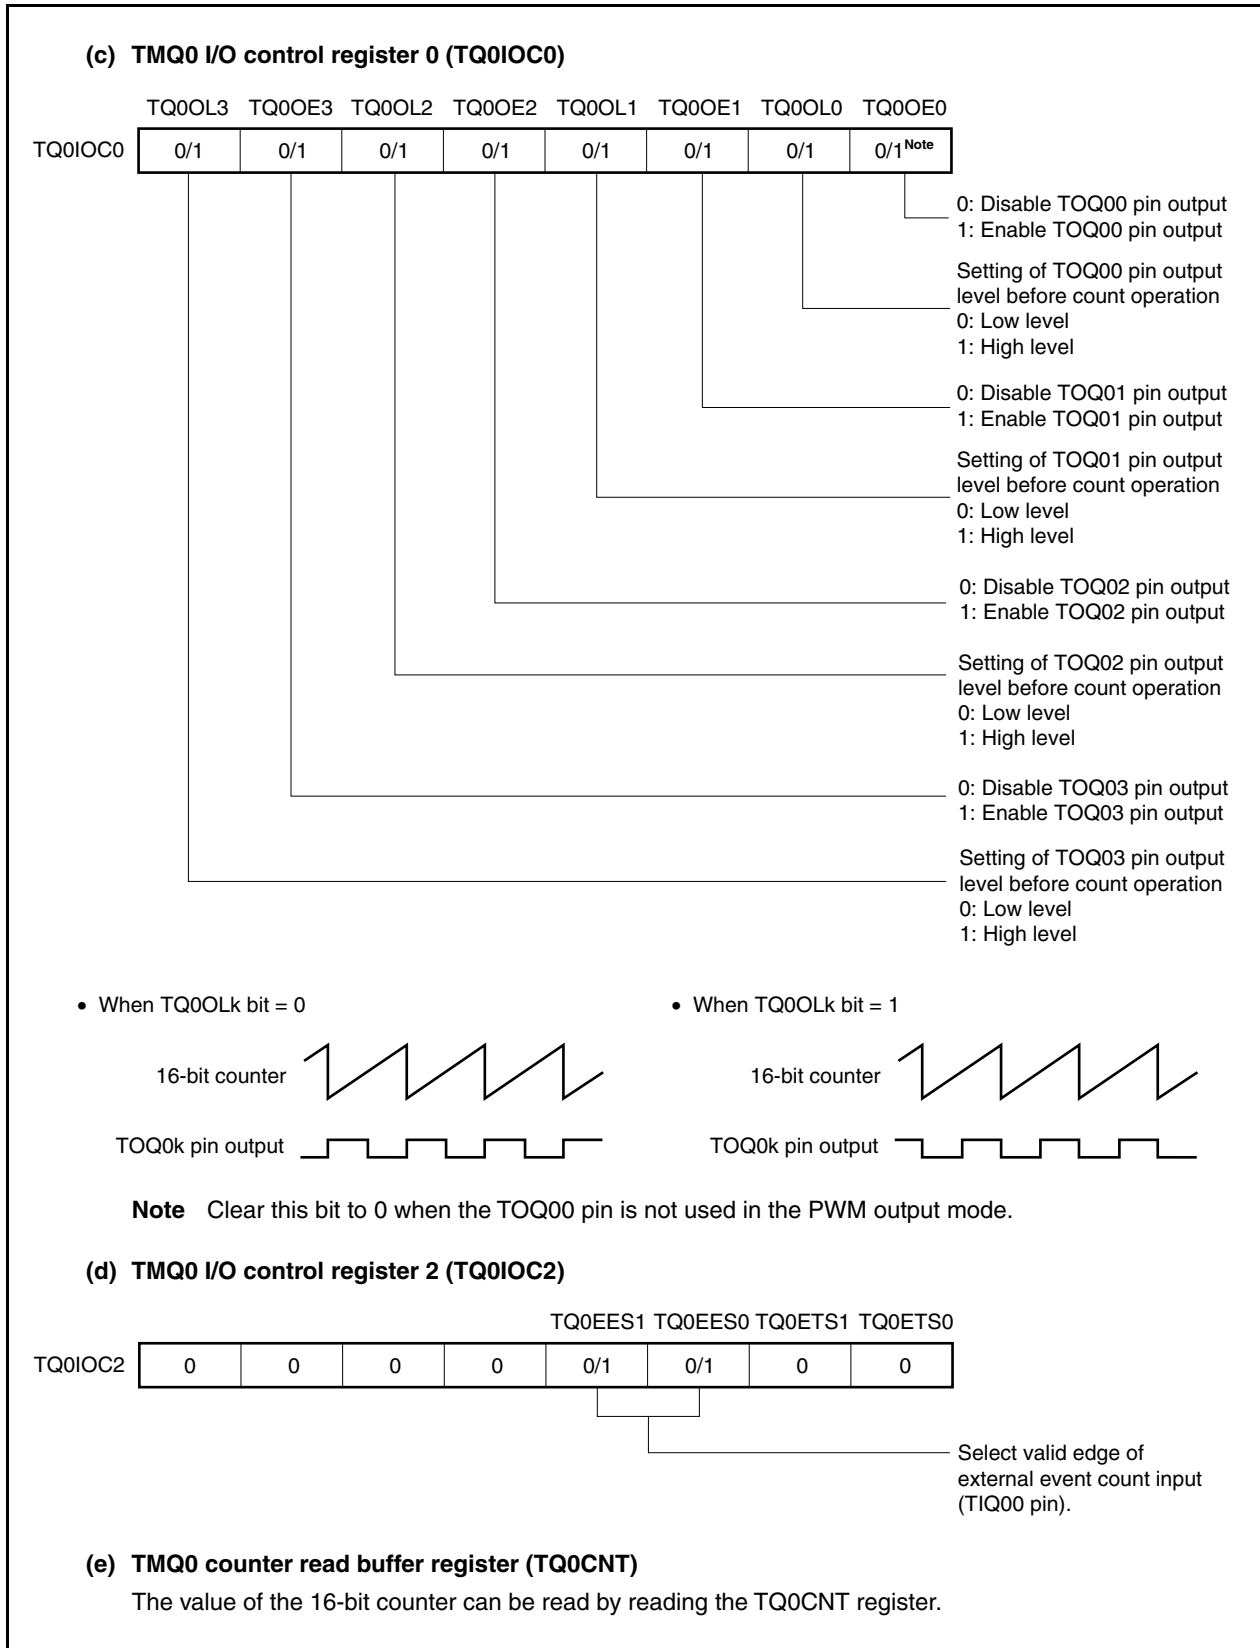 (c) TMQ0 I/O control register 0 (TQ0IOC0)
TQ0OL3 TQ0OE3 TQ0OL2 TQ0OE2 TQ0OL1 TQ0OE1 TQ0OL0 TQ0OE0
TQ0IOC0 0/1 0/1 0/1 0/1 0/1 0/1 0/1 0/1Note
0: Disable TOQ00 pin output
1: Enable TOQ00 pin output
Setting of TOQ00 pin output
level before count operation
0: Low level
1: High level
0: Disable TOQ01 pin output
1: Enable TOQ01 pin output
Setting of TOQ01 pin output
level before count operation
0: Low level
1: High level
0: Disable TOQ02 pin output
1: Enable TOQ02 pin output
Setting of TOQ02 pin output
level before count operation
0: Low level
1: High level
0: Disable TOQ03 pin output
1: Enable TOQ03 pin output
Setting of TOQ03 pin output
level before count operation
0: Low level
1: High level
• When TQ0OLk bit = 0
16-bit counter
TOQ0k pin output
• When TQ0OLk bit = 1
16-bit counter
TOQ0k pin output
Note Clear this bit to 0 when the TOQ00 pin is not used in the PWM output mode.
(d) TMQ0 I/O control register 2 (TQ0IOC2)
TQ0EES1 TQ0EES0 TQ0ETS1 TQ0ETS0
TQ0IOC2 0 0 0 0 0/1 0/1 0 0
Select valid edge of
external event count input
(TIQ00 pin).
(e) TMQ0 counter read buffer register (TQ0CNT)
The value of the 16-bit counter can be read by reading the TQ0CNT register.